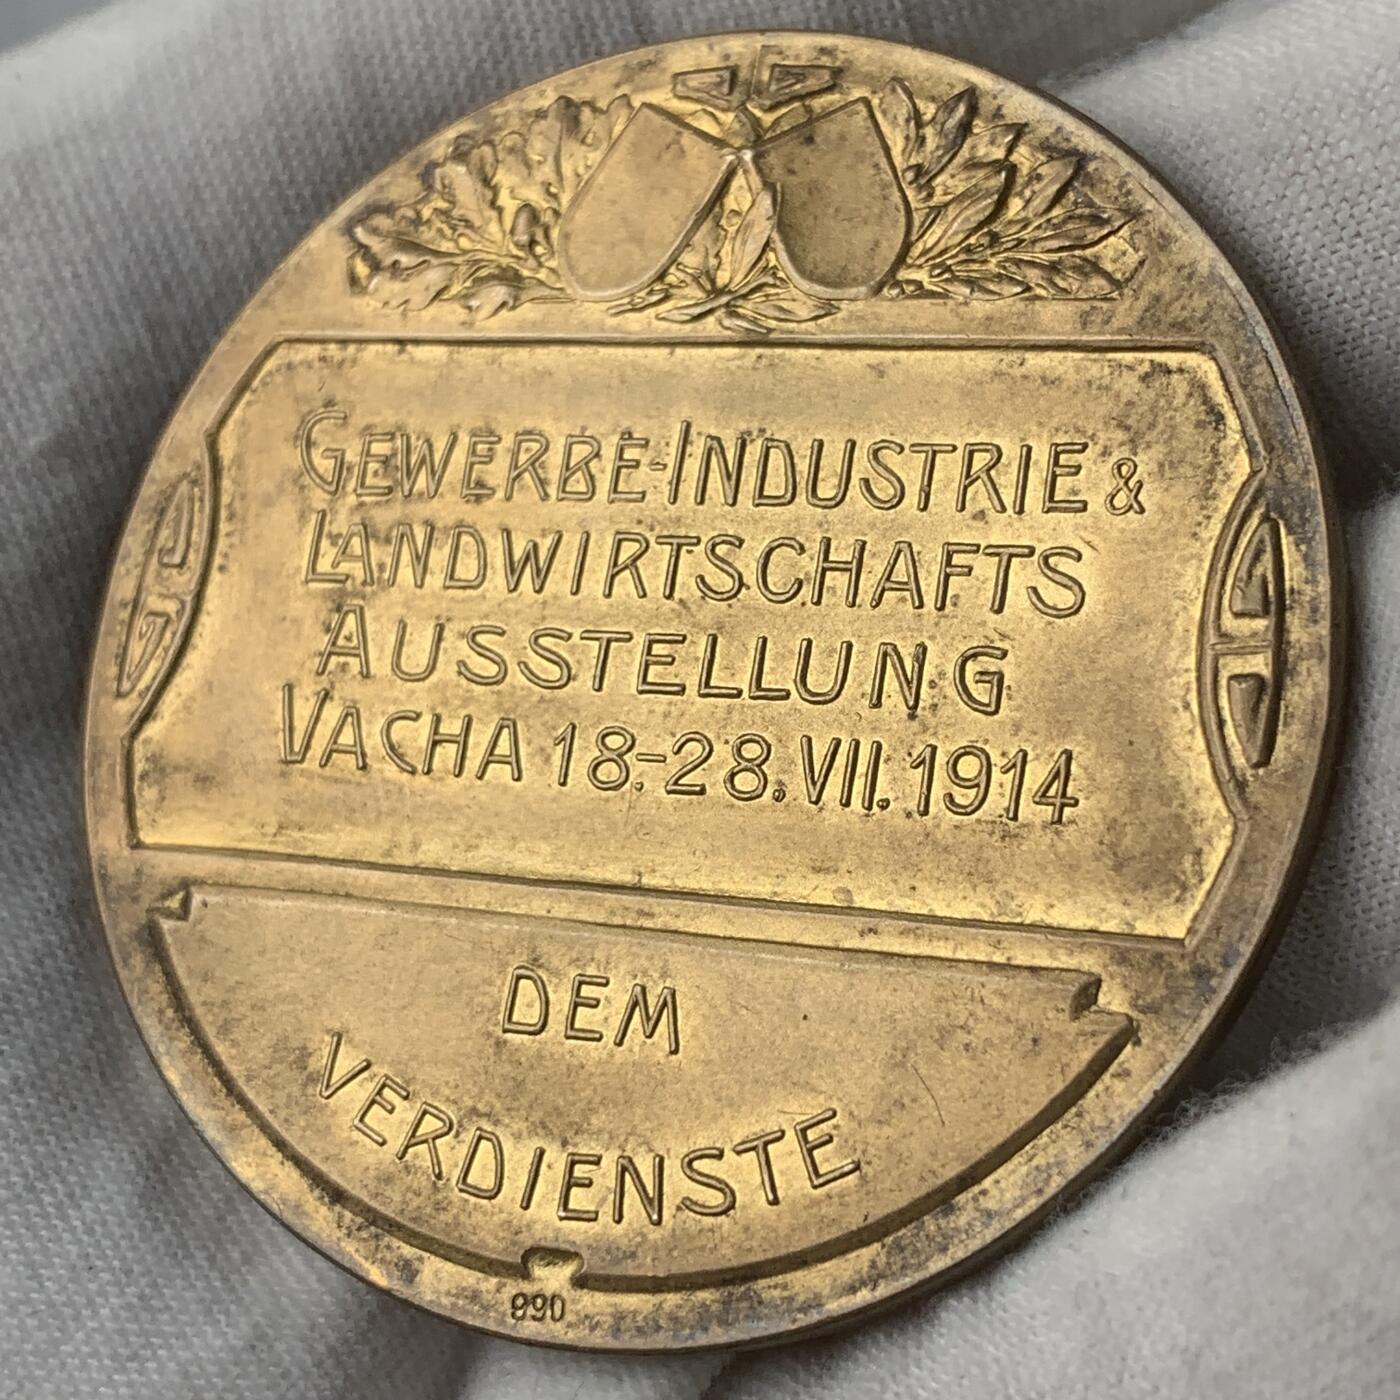 GEWERBE-INDUSTRIE &
LANDWIRTSCHAFTS
AUSSTELLUNG
VACHA 18.-28. VII. 1914
DEM
VERDIENSTE
990